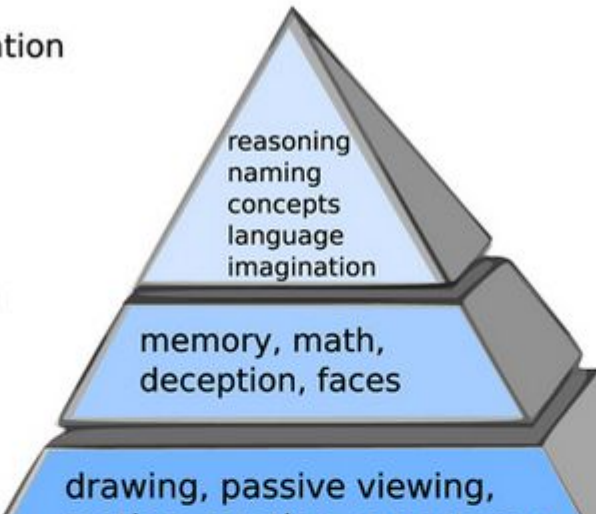 reasoning
naming
concepts
language
imagination
memory, math,
deception, faces
drawing, passive viewing,